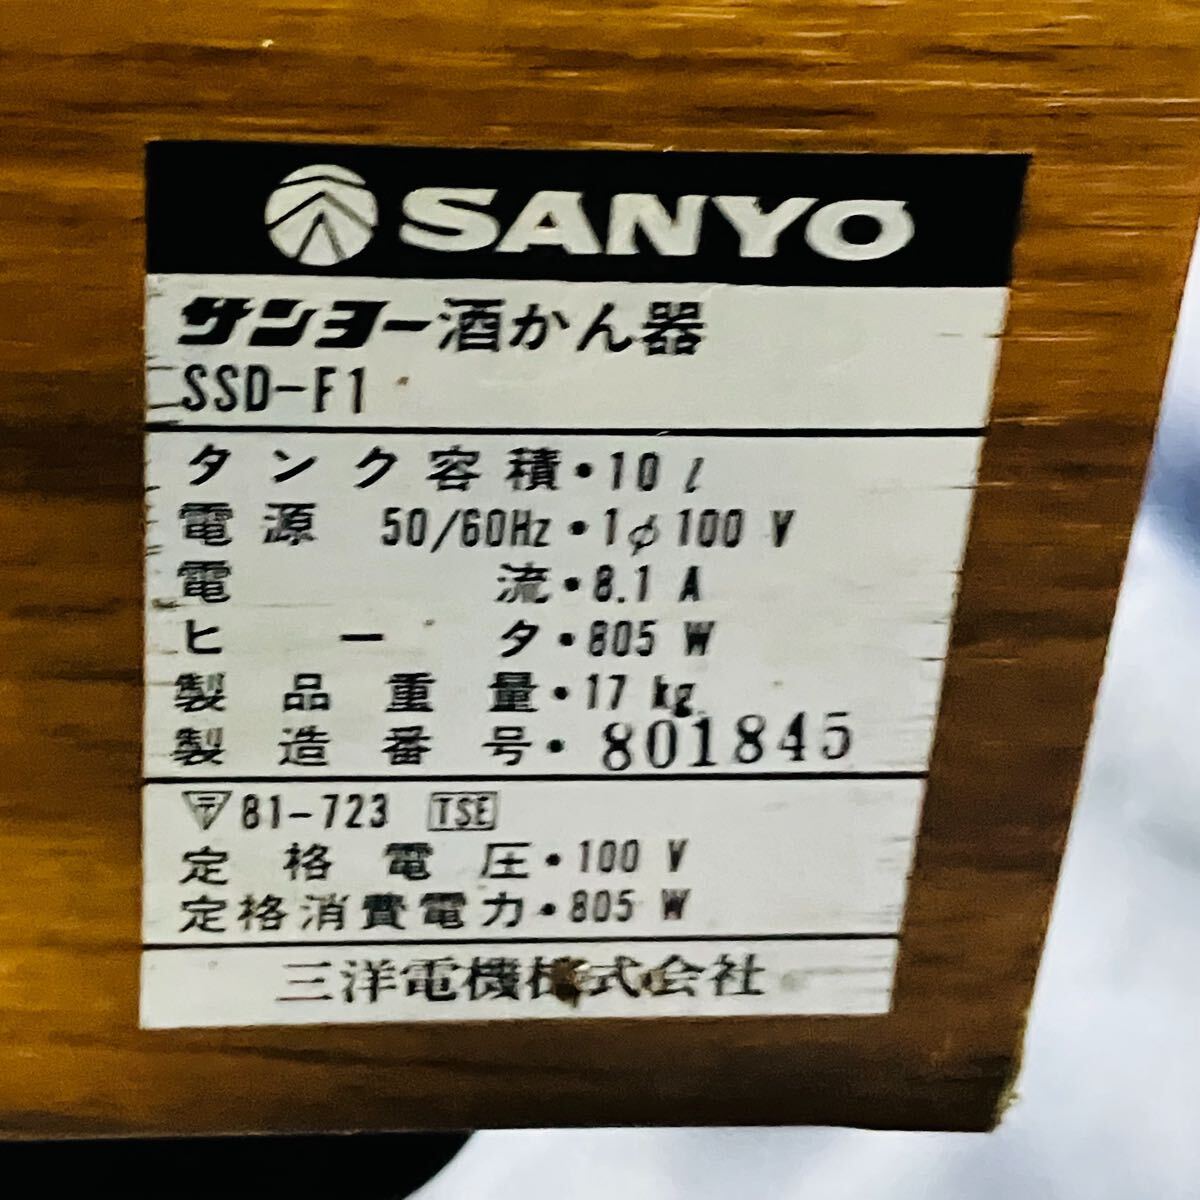 SANYO
サンヨー酒かん器
SSD-F1
タンク容積・10ℓ
電源 50/60Hz・1φ100 V
電流・8.1 A
ヒータ・805 W
製品重量・17 kg
製造番号・801845
〒81-723 TSE
定格電圧・100 V
定格消費電力・805 W
三洋電機株式会社